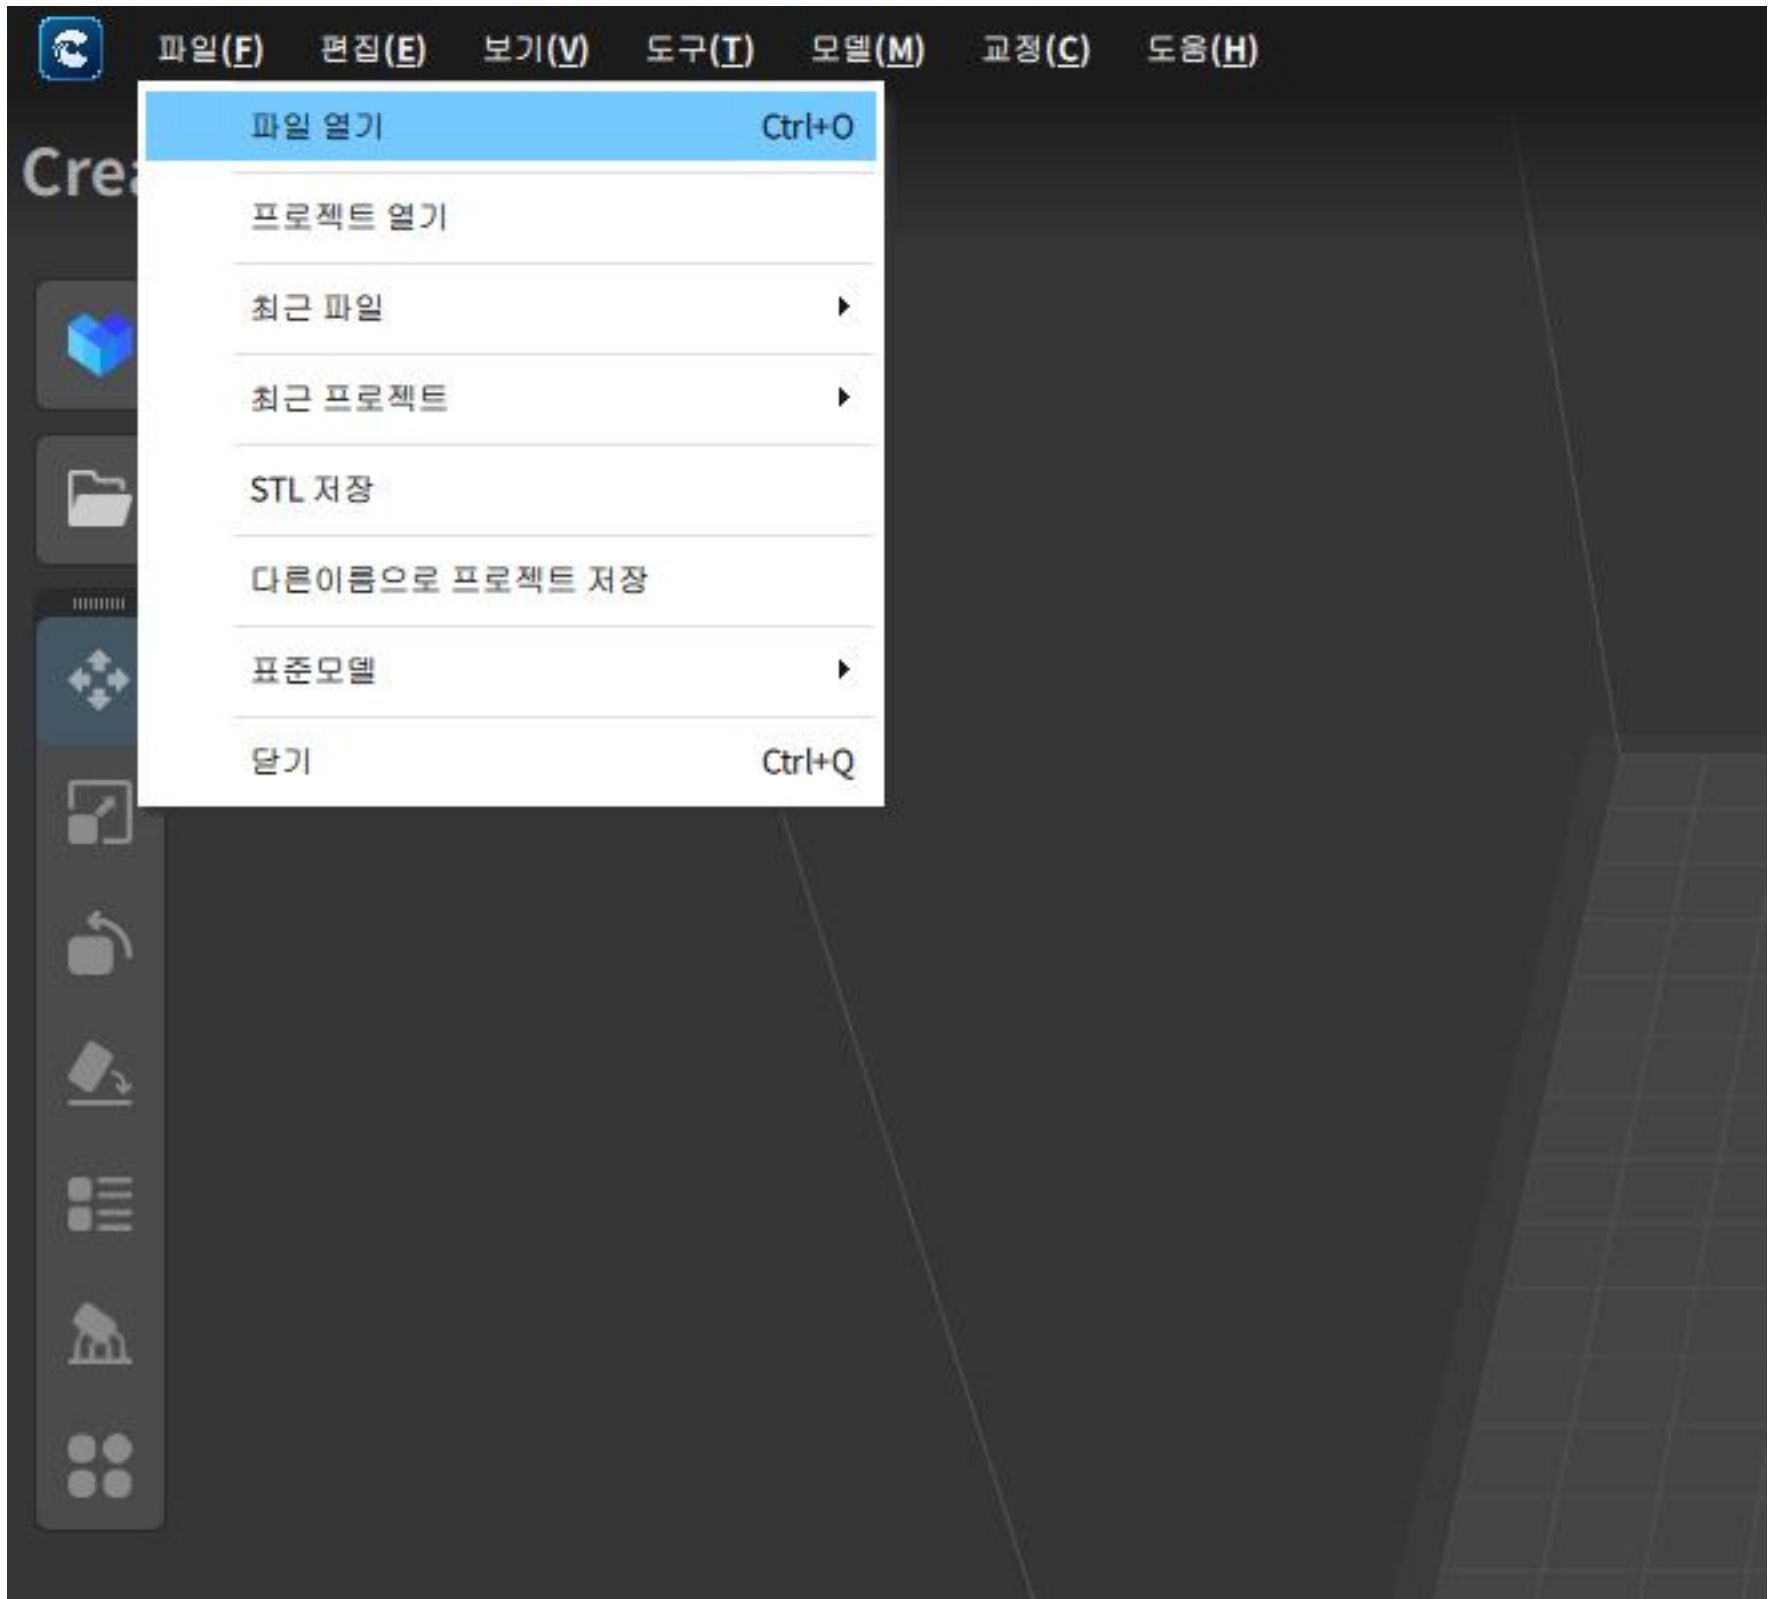 파일(F) 편집(E) 보기(V) 도구(T) 모델(M) 교정(C) 도움(H)
파일 열기 Ctrl+O
프로젝트 열기
최근 파일
최근 프로젝트
STL 저장
다른이름으로 프로젝트 저장
표준모델
닫기 Ctrl+Q